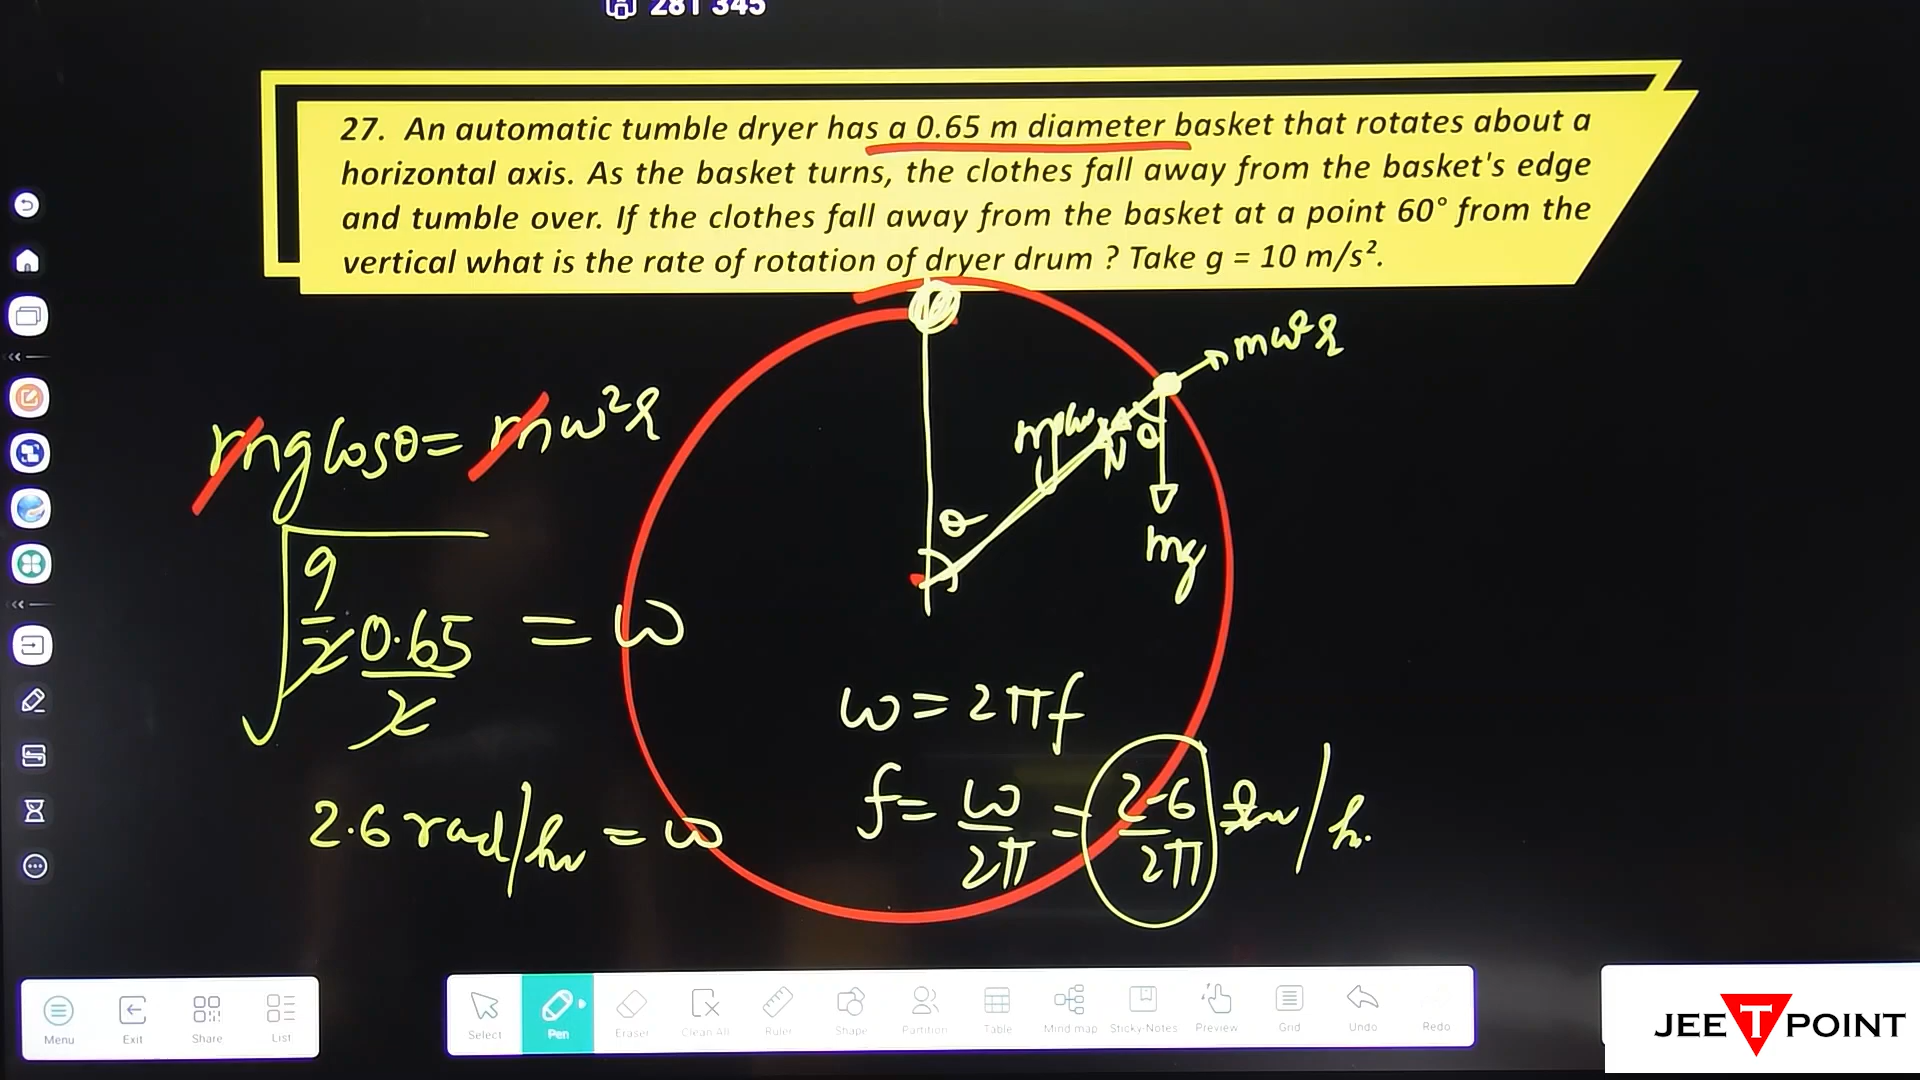 281 345
27. An automatic tumble dryer has a 0.65 m diameter basket that rotates about a
horizontal axis. As the basket turns, the clothes fall away from the basket's edge
and tumble over. If the clothes fall away from the basket at a point 60° from the
vertical what is the rate of rotation of dryer drum ? Take g = 10 m/s².
mω²r
mg cosθ = mω²r
N θ
θ
mg
√(g / 2 0.65/2) = ω
ω = 2πf
f = ω/2π = 2.6/2π
2.6 rad/ = ω
Menu Exit Share List
Select Pen Eraser Clean All Ruler Shape Partition Table Mind map Sticky-Notes Preview Grid Undo Redo
JEE T POINT